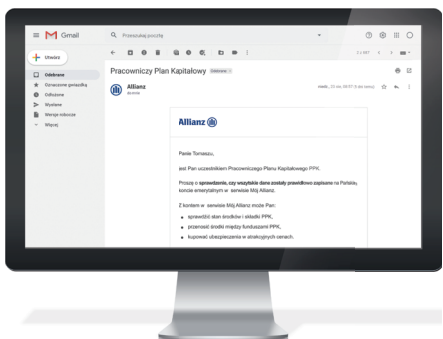 Gmail
Przeszukaj pocztę
Utwórz
Odebrane
Oznaczone gwiazdką
Odłożone
Wysłane
Wersje robocze
Więcej
Pracowniczy Plan Kapitałowy Odebrane ×
Allianz
do mnie
Allianz
Panie Tomaszu,
jest Pan uczestnikiem Pracowniczego Planu Kapitałowego PPK.
Proszę o sprawdzenie, czy wszystkie dane zostały prawidłowo zapisane na Pańskim
koncie emerytalnym w serwisie Mój Allianz.
Z kontem w serwisie Mój Allianz może Pan:
• sprawdzić stan środków i składki PPK,
• przenosić środki między funduszami PPK,
• kupować ubezpieczenia w atrakcyjnych cenach.